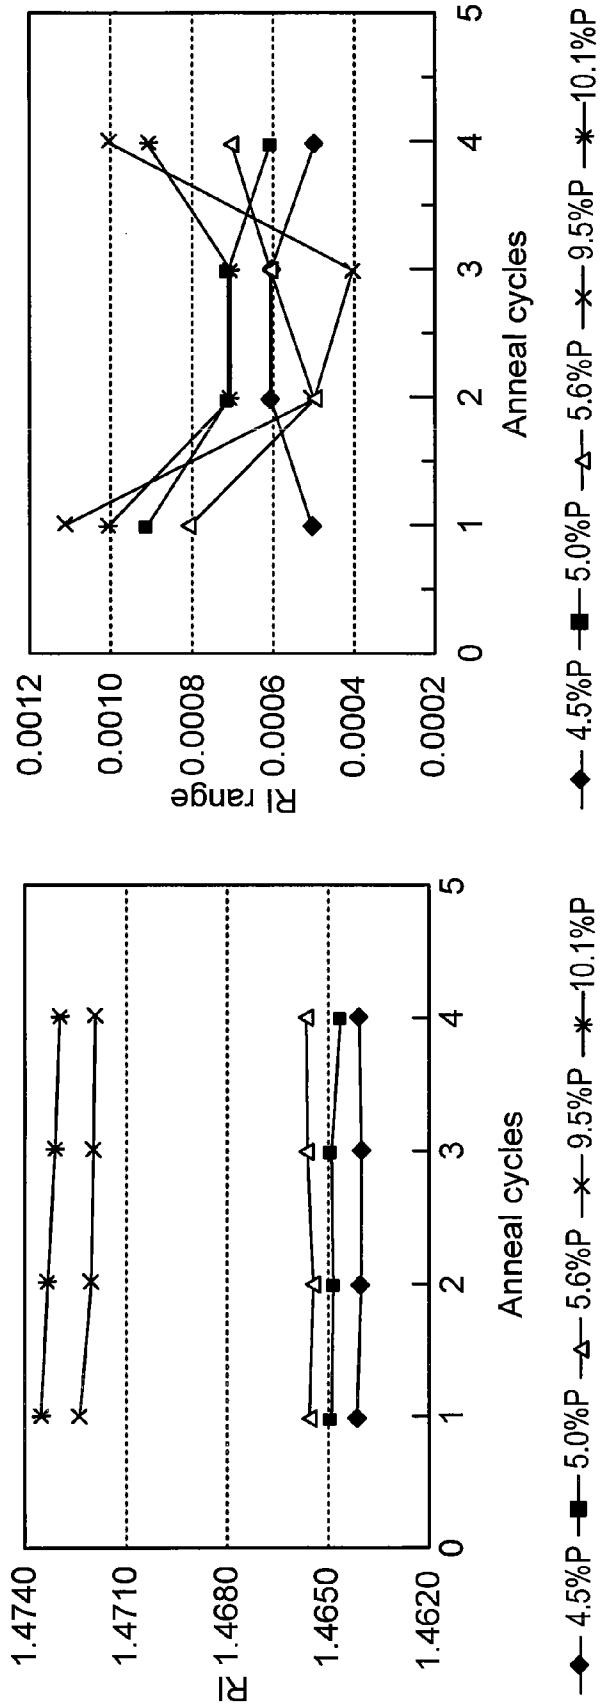 1.4740
1.4710
RI 1.4680
1.4650
1.4620
0 1 2 3 4 5
Anneal cycles
4.5%P 5.0%P 5.6%P 9.5%P 10.1%P
0.0012
0.0010
RI range 0.0008
0.0006
0.0004
0.0002
0 1 2 3 4 5
Anneal cycles
4.5%P 5.0%P 5.6%P 9.5%P 10.1%P